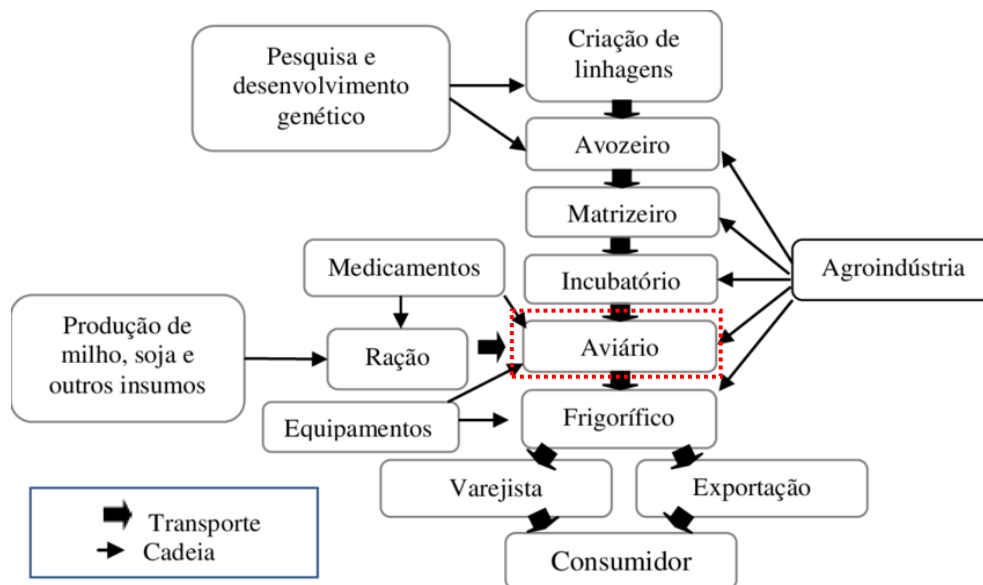 Pesquisa e
desenvolvimento
genético
Criação de
linhagens
Avozeiro
Matrizeiro
Medicamentos
Incubatório
Agroindústria
Produção de
milho, soja e
outros insumos
Ração
Aviário
Equipamentos
Frigorífico
Varejista
Exportação
Transporte
Cadeia
Consumidor